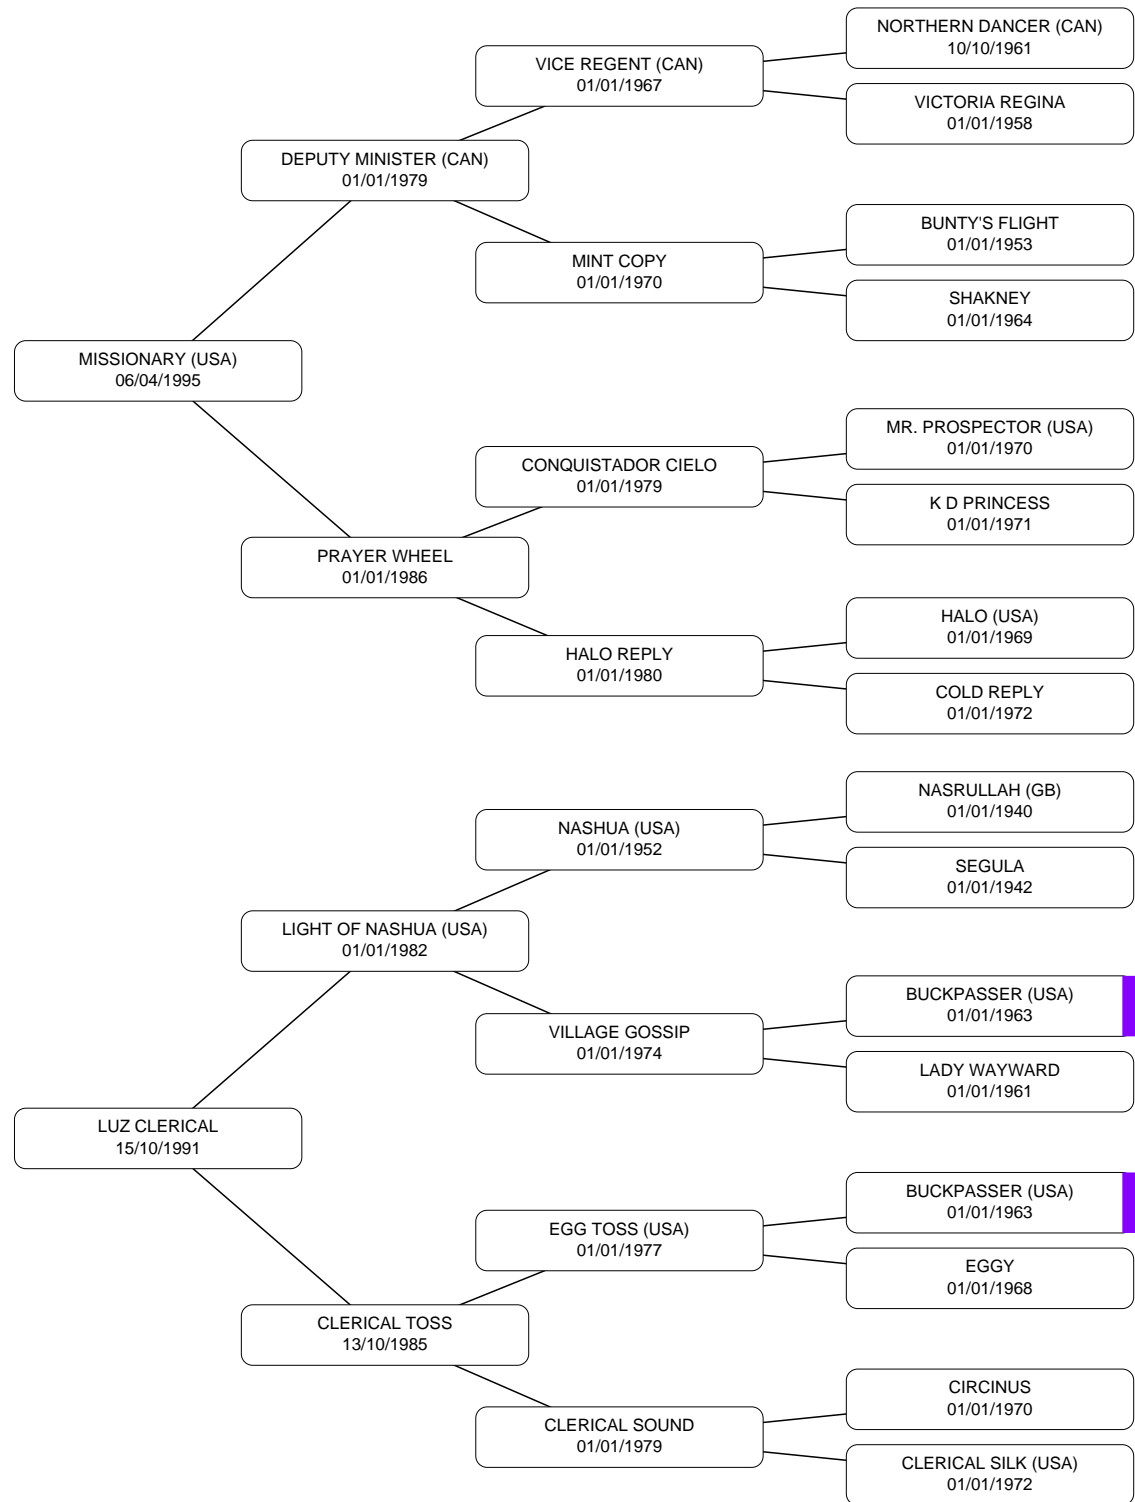 NORTHERN DANCER (CAN)
10/10/1961
VICE REGENT (CAN)
01/01/1967
VICTORIA REGINA
01/01/1958
DEPUTY MINISTER (CAN)
01/01/1979
BUNTY'S FLIGHT
01/01/1953
MINT COPY
01/01/1970
SHAKNEY
01/01/1964
MISSIONARY (USA)
06/04/1995
MR. PROSPECTOR (USA)
01/01/1970
CONQUISTADOR CIELO
01/01/1979
K D PRINCESS
01/01/1971
PRAYER WHEEL
01/01/1986
HALO (USA)
01/01/1969
HALO REPLY
01/01/1980
COLD REPLY
01/01/1972
NASRULLAH (GB)
01/01/1940
NASHUA (USA)
01/01/1952
SEGULA
01/01/1942
LIGHT OF NASHUA (USA)
01/01/1982
BUCKPASSER (USA)
01/01/1963
VILLAGE GOSSIP
01/01/1974
LADY WAYWARD
01/01/1961
LUZ CLERICAL
15/10/1991
BUCKPASSER (USA)
01/01/1963
EGG TOSS (USA)
01/01/1977
EGGY
01/01/1968
CLERICAL TOSS
13/10/1985
CIRCINUS
01/01/1970
CLERICAL SOUND
01/01/1979
CLERICAL SILK (USA)
01/01/1972